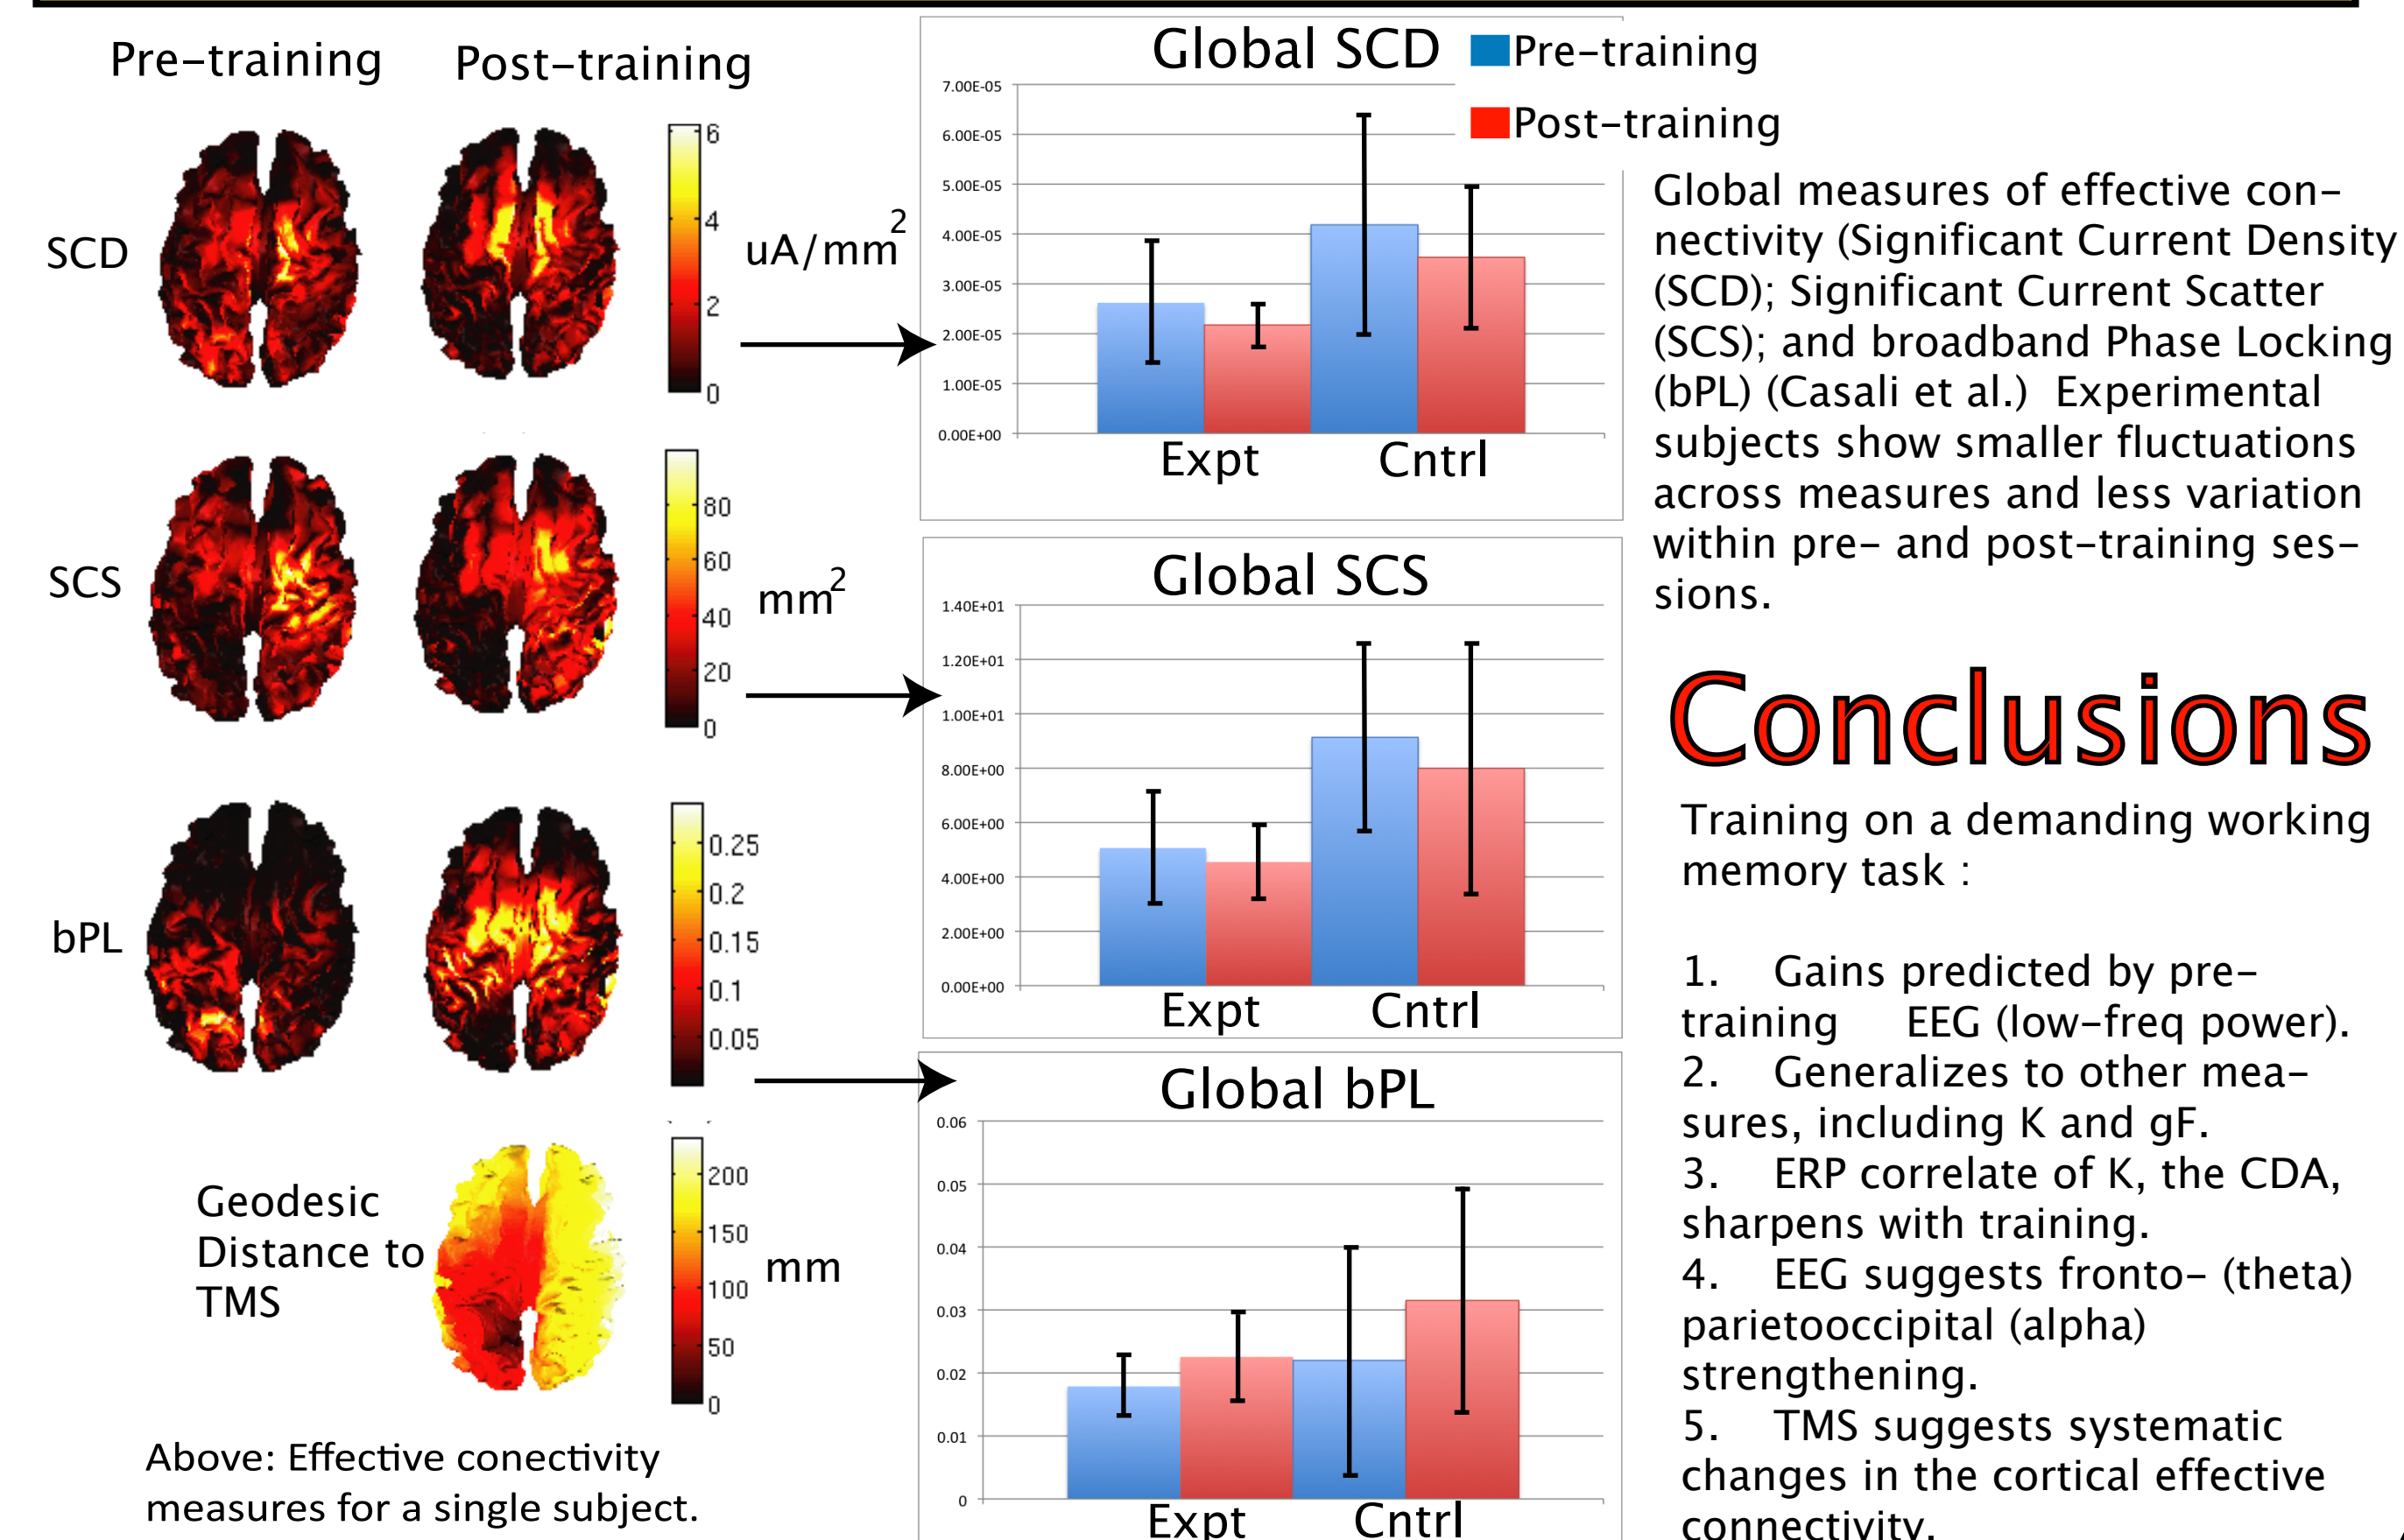 Pre-training
Post-training
SCD
6
4
2
0
uA/mm2
SCS
80
60
40
20
0
mm2
bPL
0.25
0.2
0.15
0.1
0.05
Geodesic
Distance to
TMS
200
150
100
50
0
mm
Above: Effective conectivity
measures for a single subject.
Global SCD
Pre-training
Post-training
7.00E-05
6.00E-05
5.00E-05
4.00E-05
3.00E-05
2.00E-05
1.00E-05
0.00E+00
Expt
Cntrl
Global SCS
1.40E+01
1.20E+01
1.00E+01
8.00E+00
6.00E+00
4.00E+00
2.00E+00
0.00E+00
Expt
Cntrl
Global bPL
0.06
0.05
0.04
0.03
0.02
0.01
0
Expt
Cntrl
Global measures of effective con-
nectivity (Significant Current Density
(SCD); Significant Current Scatter
(SCS); and broadband Phase Locking
(bPL) (Casali et al.) Experimental
subjects show smaller fluctuations
across measures and less variation
within pre- and post-training ses-
sions.
Conclusions
Training on a demanding working
memory task :
1. Gains predicted by pre-
training EEG (low-freq power).
2. Generalizes to other mea-
sures, including K and gF.
3. ERP correlate of K, the CDA,
sharpens with training.
4. EEG suggests fronto- (theta)
parietooccipital (alpha)
strengthening.
5. TMS suggests systematic
changes in the cortical effective
connectivity.